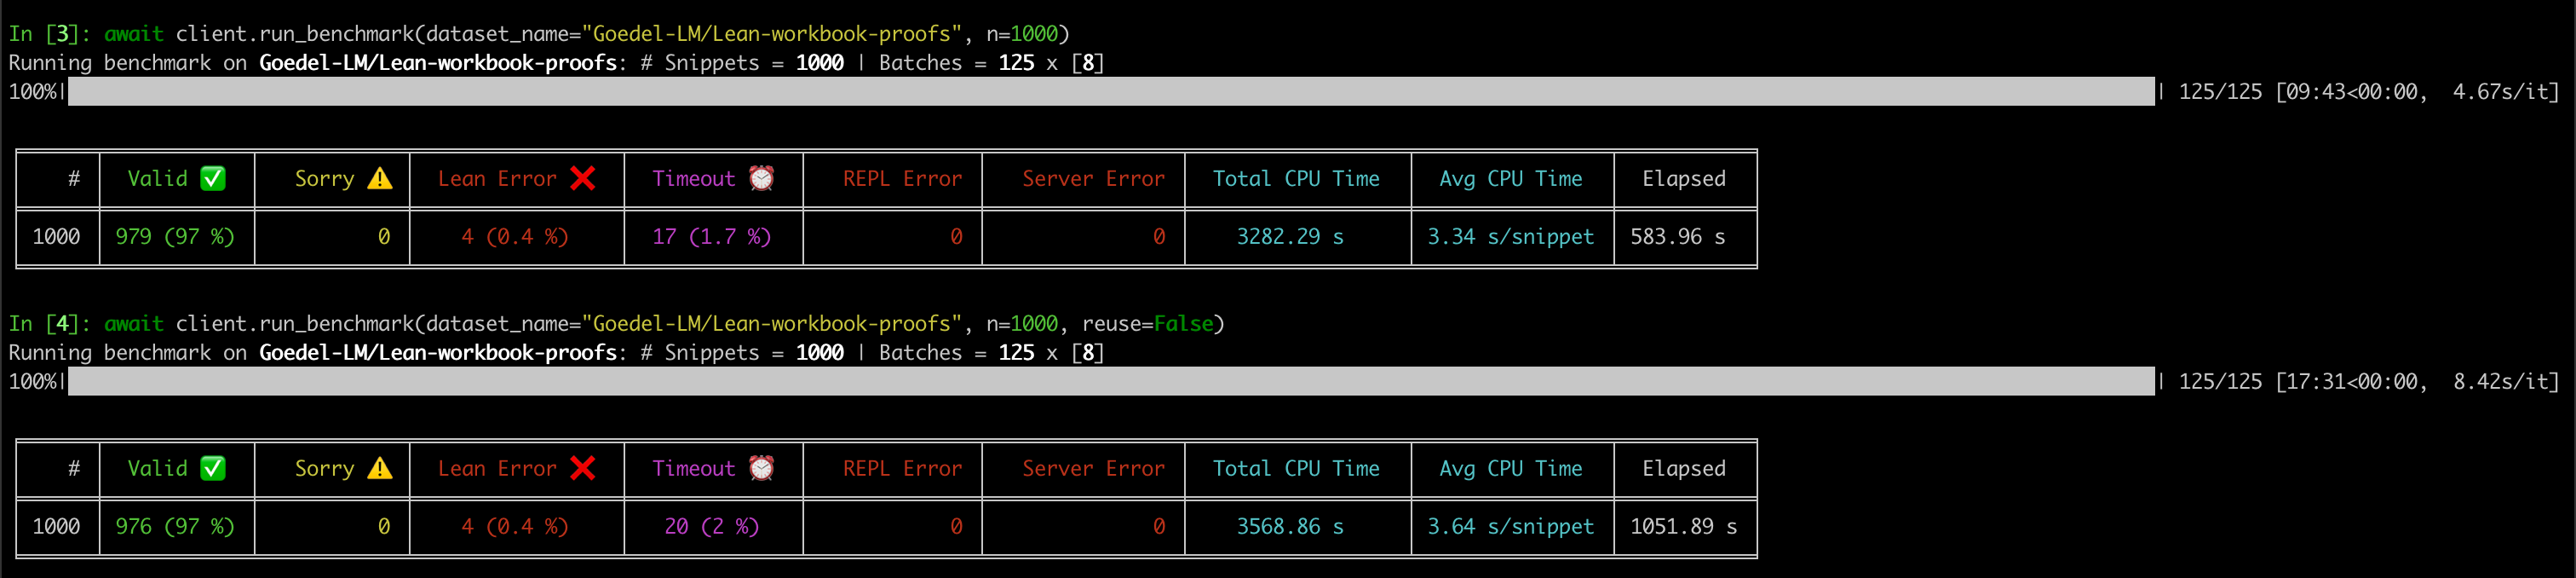 In [3]: await client.run_benchmark(dataset_name="Goedel-LM/Lean-workbook-proofs", n=1000)
Running benchmark on Goedel-LM/Lean-workbook-proofs: # Snippets = 1000 | Batches = 125 x [8]
100%| | 125/125 [09:43<00:00, 4.67s/it]
# Valid ✅ Sorry ⚠️ Lean Error ❌ Timeout ⏰ REPL Error Server Error Total CPU Time Avg CPU Time Elapsed
1000 979 (97 %) 0 4 (0.4 %) 17 (1.7 %) 0 0 3282.29 s 3.34 s/snippet 583.96 s
In [4]: await client.run_benchmark(dataset_name="Goedel-LM/Lean-workbook-proofs", n=1000, reuse=False)
Running benchmark on Goedel-LM/Lean-workbook-proofs: # Snippets = 1000 | Batches = 125 x [8]
100%| | 125/125 [17:31<00:00, 8.42s/it]
# Valid ✅ Sorry ⚠️ Lean Error ❌ Timeout ⏰ REPL Error Server Error Total CPU Time Avg CPU Time Elapsed
1000 976 (97 %) 0 4 (0.4 %) 20 (2 %) 0 0 3568.86 s 3.64 s/snippet 1051.89 s